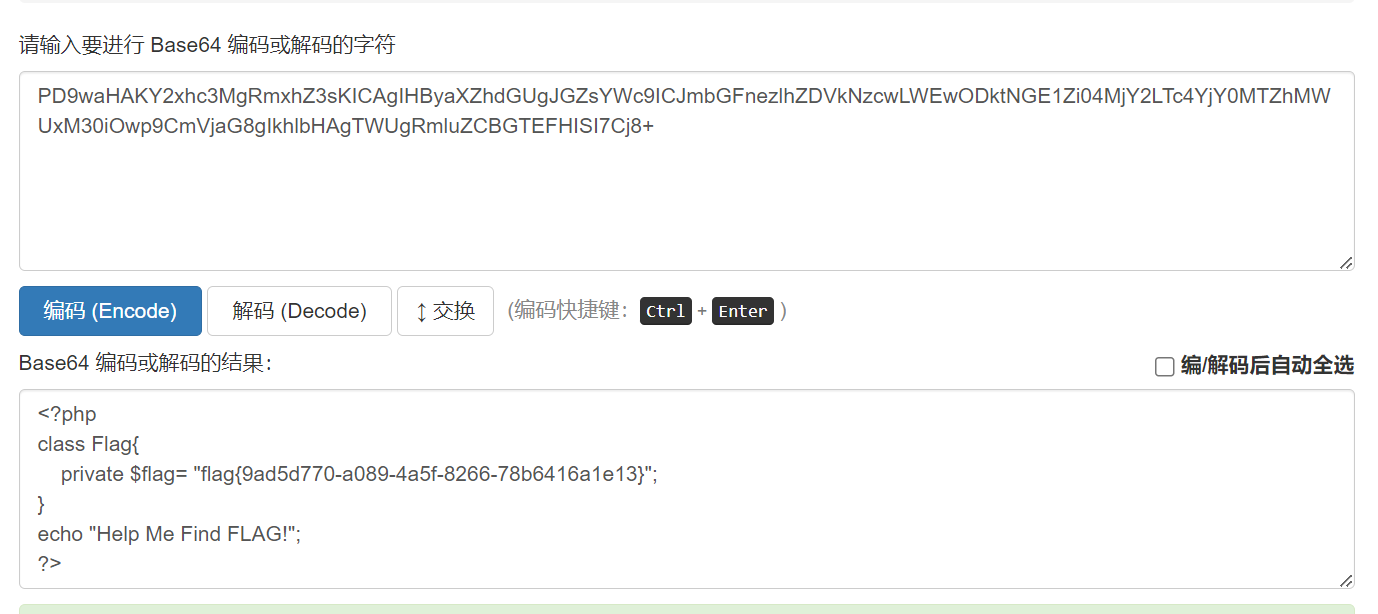 请输入要进行 Base64 编码或解码的字符
PD9waHAKY2xhc3MgRmxhZ3sKICAgIHByaXZhdGUgJGZsYWc9ICJmbGFnezlhZDVkNzcwLWEwODktNGE1Zi04MjY2LTc4YjY0MTZhMW
UxM30iOwp9CmVjaG8gIkhlbHAgTWUgRmluZCBGTEFHISI7Cj8+
编码 (Encode) 解码 (Decode) ↕ 交换 (编码快捷键： Ctrl + Enter )
Base64 编码或解码的结果： 编/解码后自动全选
<?php
class Flag{
    private $flag= "flag{9ad5d770-a089-4a5f-8266-78b6416a1e13}";
}
echo "Help Me Find FLAG!";
?>